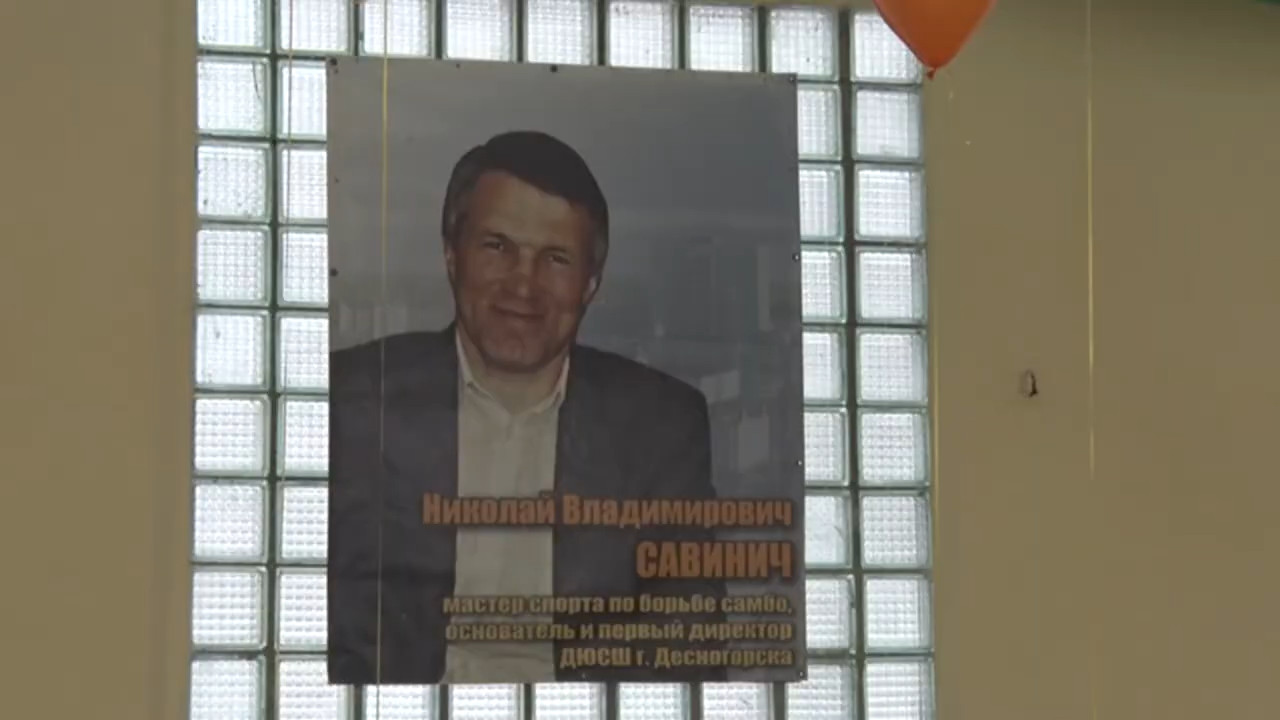 Николай Владимирович
САВИНИЧ
мастер спорта по борьбе самбо,
основатель и первый директор
ДЮСШ г. Десногорска